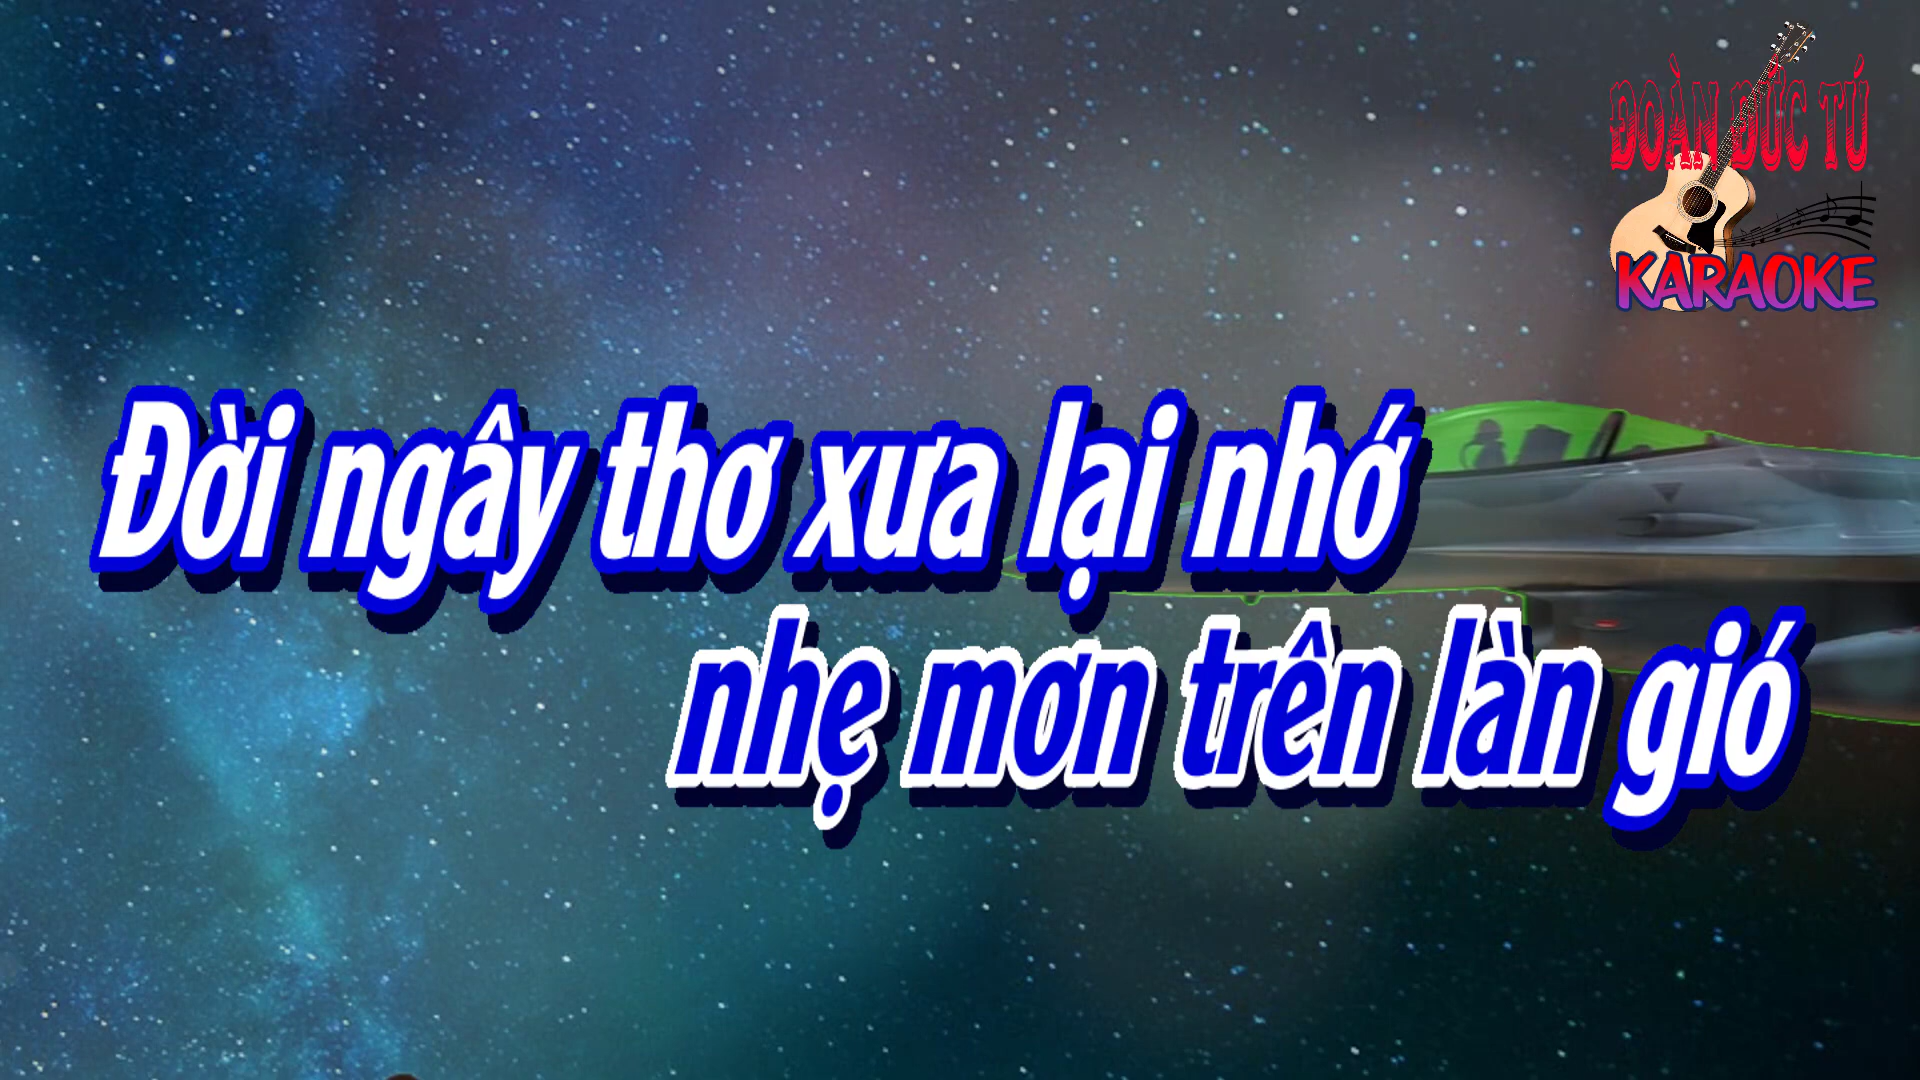 ĐOÀN ĐỨC TÚ
KARAOKE
Đời ngây thơ xưa lại nhớ
nhẹ mơn trên làn gió